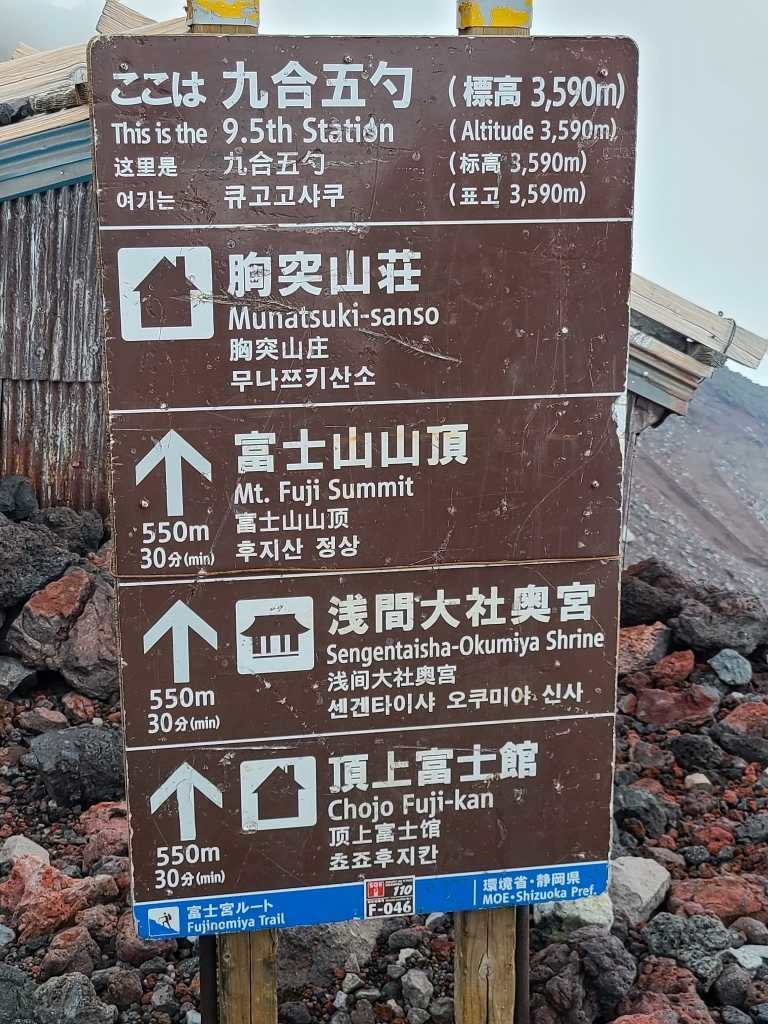 ここは 九合五勺 (標高 3,590m)
This is the 9.5th Station (Altitude 3,590m)
这里是 九合五勺 (标高 3,590m)
여기는 큐고고샤쿠 (표고 3,590m)
胸突山荘
Munatsuki-sanso
胸突山庄
무나쯔키산소
富士山山頂
Mt. Fuji Summit
富士山山顶
후지산 정상
550m
30分(min)
浅間大社奥宮
Sengentaisha-Okumiya Shrine
浅间大社奥宫
센겐타이샤 오쿠미야 신사
550m
30分(min)
頂上富士館
Chojo Fuji-kan
顶上富士馆
쵸죠후지칸
550m
30分(min)
富士宮ルート
Fujinomiya Trail
SOS
110
F-046
環境省・静岡県
MOE・Shizuoka Pref.